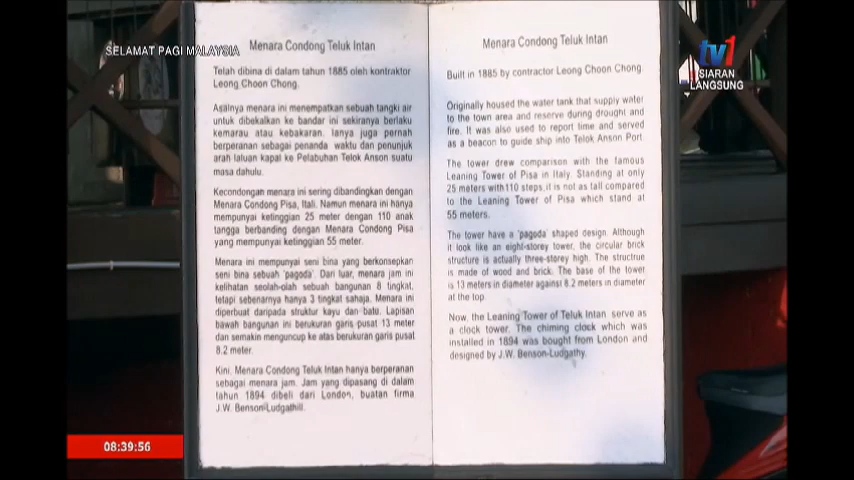 SELAMAT PAGI MALAYSIA
tv1
SIARAN
LANGSUNG
Menara Condong Teluk Intan
Telah dibina di dalam tahun 1885 oleh kontraktor
Leong Choon Chong.
Asalnya menara ini menempatkan sebuah tangki air
untuk dibekalkan ke bandar ini sekiranya berlaku
kemarau atau kebakaran. Ianya juga pernah
berperanan sebagai penanda waktu dan penunjuk
arah laluan kapal ke Pelabuhan Telok Anson suatu
masa dahulu.
Kecondongan menara ini sering dibandingkan dengan
Menara Condong Pisa, Itali. Namun menara ini hanya
mempunyai ketinggian 25 meter dengan 110 anak
tangga berbanding dengan Menara Condong Pisa
yang mempunyai ketinggian 55 meter.
Menara ini mempunyai seni bina yang berkonsepkan
seni bina sebuah 'pagoda'. Dari luar, menara jam ini
kelihatan seolah-olah sebuah bangunan 8 tingkat,
tetapi sebenarnya hanya 3 tingkat sahaja. Menara ini
diperbuat daripada struktur kayu dan batu. Lapisan
bawah bangunan ini berukuran garis pusat 13 meter
dan semakin menguncup ke atas berukuran garis pusat
8.2 meter.
Kini, Menara Condong Teluk Intan hanya berperanan
sebagai menara jam. Jam yang dipasang di dalam
tahun 1894 dibeli dari London, buatan firma
J.W. Benson-Ludgathill.
Menara Condong Teluk Intan
Built in 1885 by contractor Leong Choon Chong.
Originally housed the water tank that supply water
to the town area and reserve during drought and
fire. It was also used to report time and served
as a beacon to guide ship into Telok Anson Port.
The tower drew comparison with the famous
Leaning Tower of Pisa in Italy. Standing at only
25 meters with 110 steps, it is not as tall compared
to the Leaning Tower of Pisa which stand at
55 meters.
The tower have a 'pagoda' shaped design. Although
it look like an eight-storey tower, the circular brick
structure is actually three-storey high. The structrue
is made of wood and brick. The base of the tower
is 13 meters in diameter against 8.2 meters in diameter
at the top.
Now, the Leaning Tower of Teluk Intan serve as
a clock tower. The chiming clock which was
installed in 1894 was bought from London and
designed by J.W. Benson-Ludgathy.
08:39:56